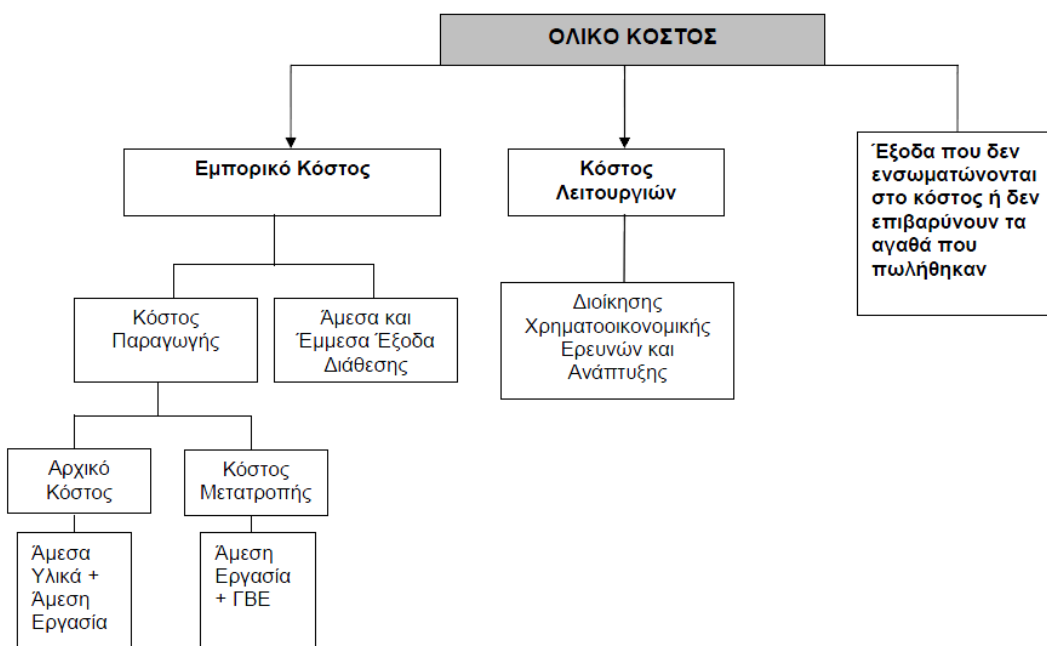 ΟΛΙΚΟ ΚΟΣΤΟΣ
Εμπορικό Κόστος
Κόστος
Λειτουργιών
Έξοδα που δεν
ενσωματώνονται
στο κόστος ή δεν
επιβαρύνουν τα
αγαθά που
πωλήθηκαν
Κόστος
Παραγωγής
Άμεσα και
Έμμεσα Έξοδα
Διάθεσης
Διοίκησης
Χρηματοοικονομικής
Ερευνών και
Ανάπτυξης
Αρχικό
Κόστος
Κόστος
Μετατροπής
Άμεσα
Υλικά +
Άμεση
Εργασία
Άμεση
Εργασία
+ ΓΒΕ